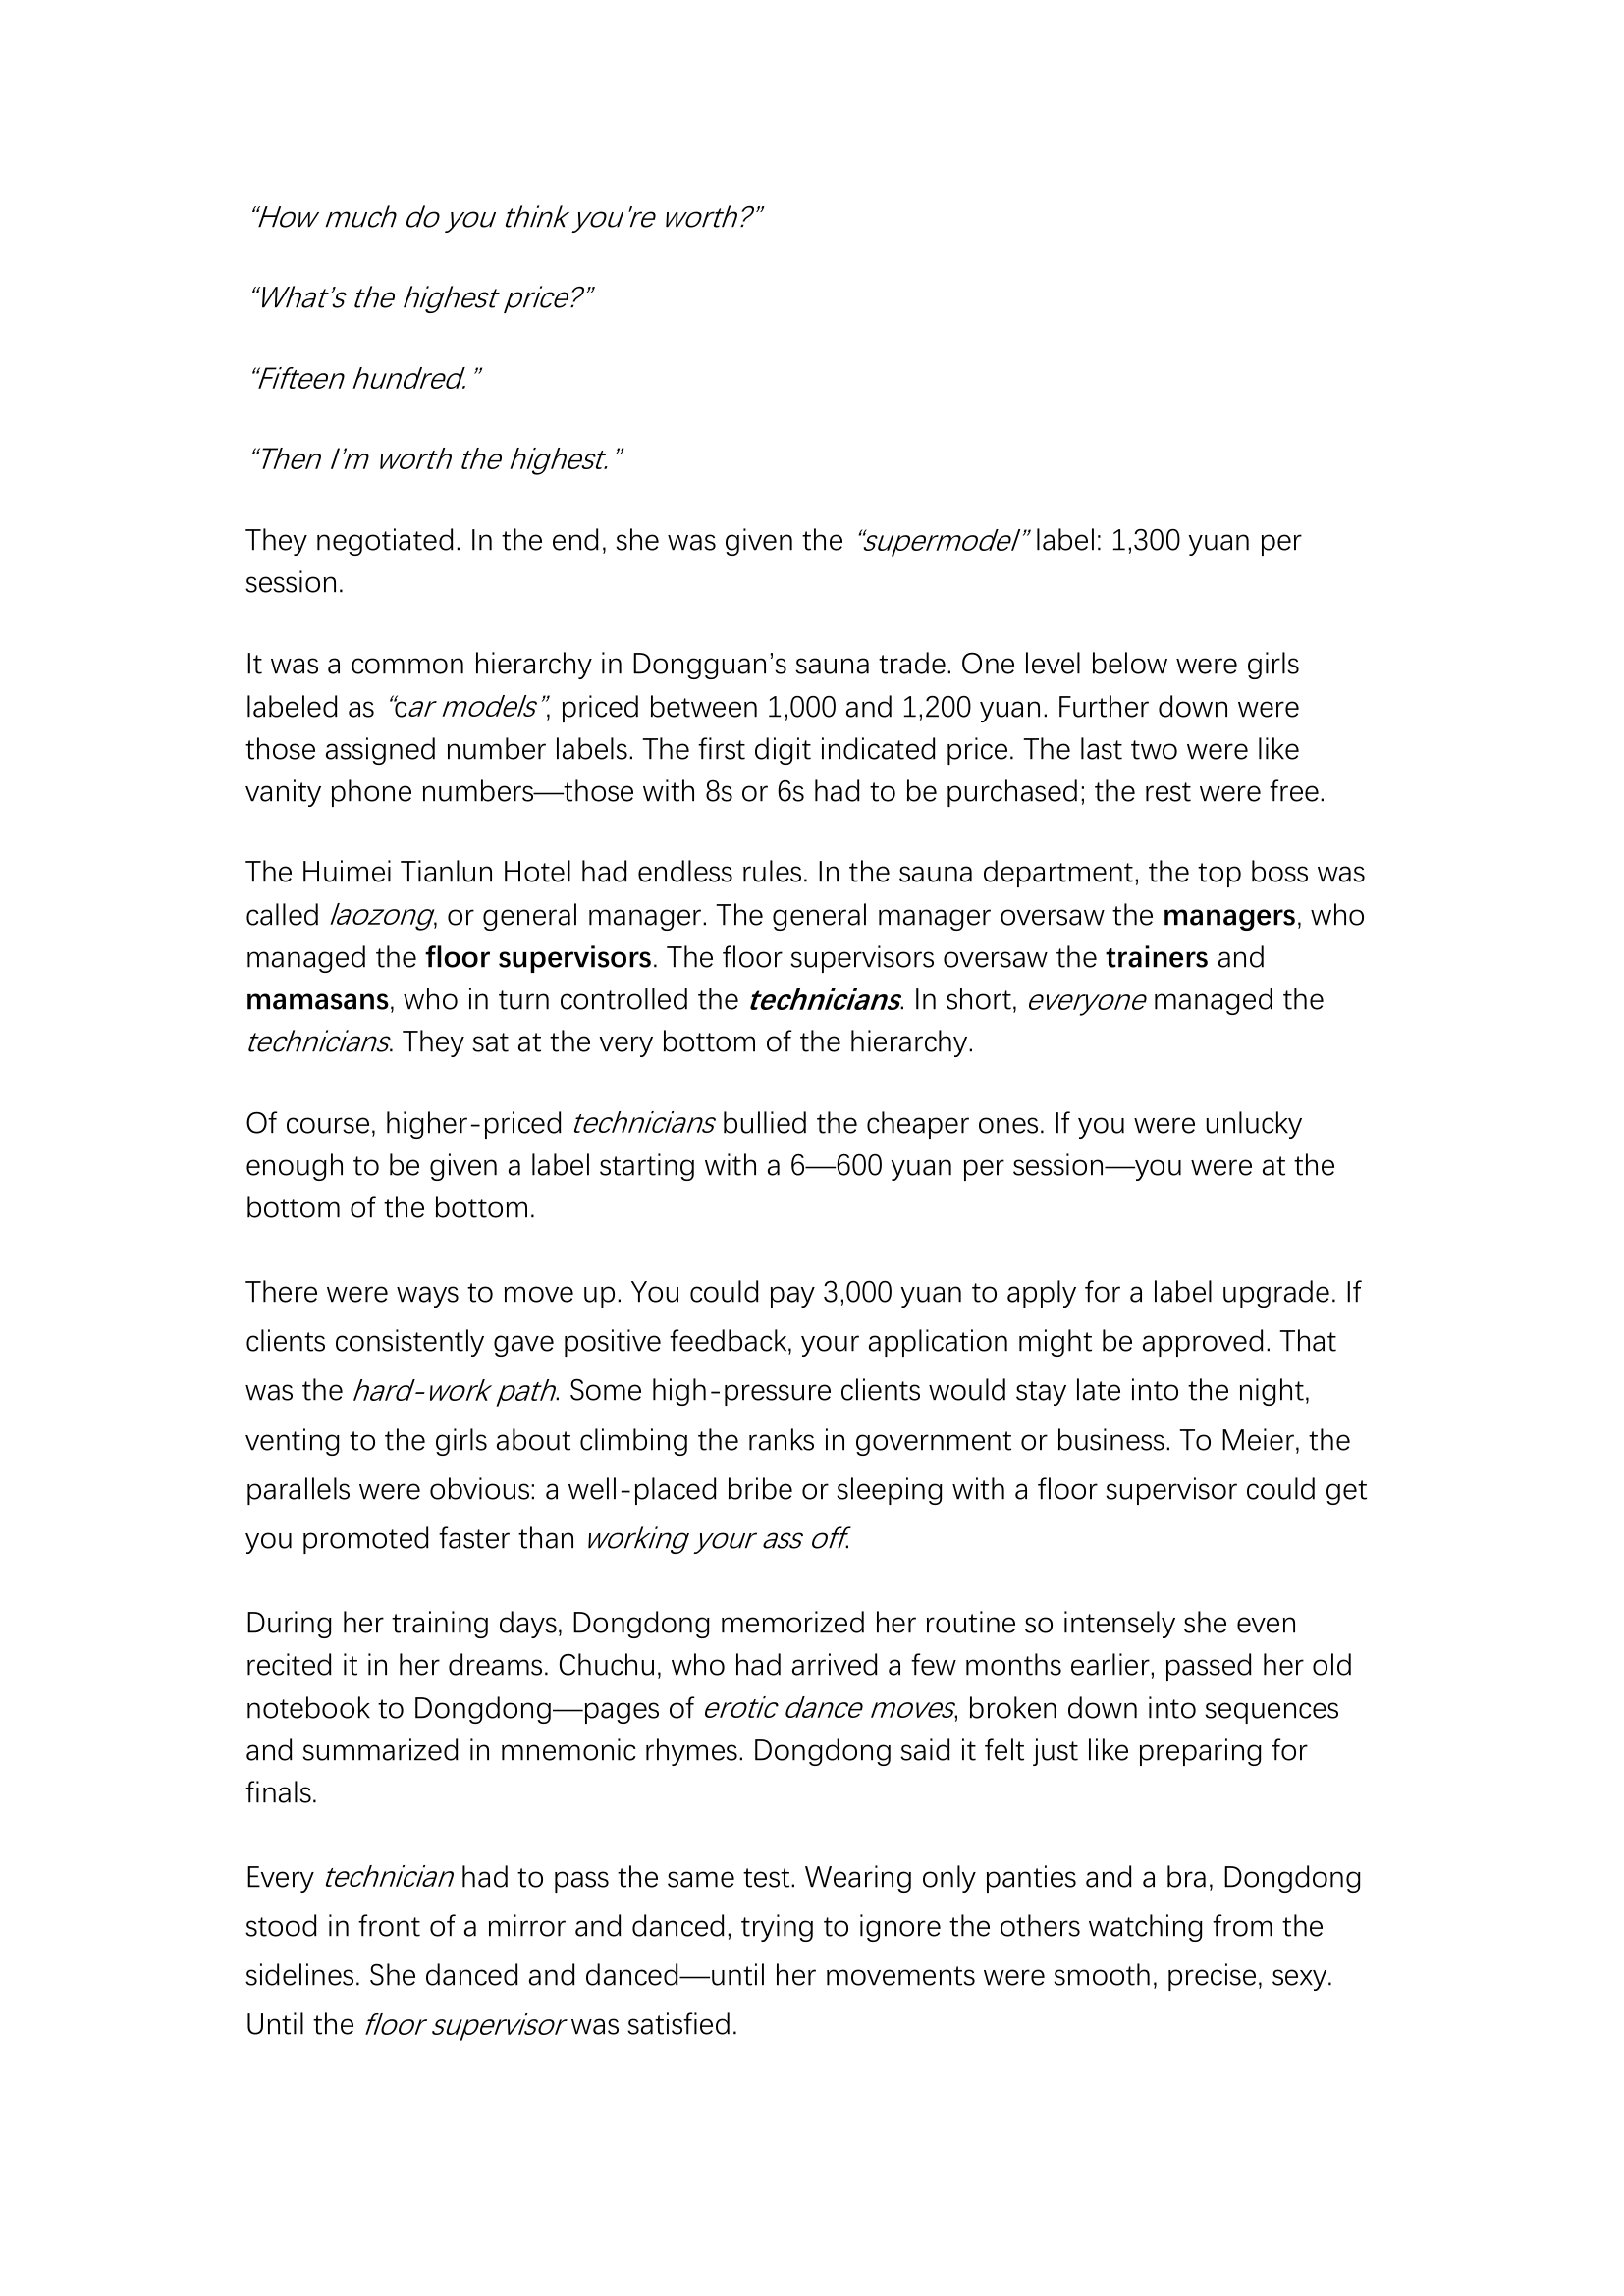 “How much do you think you're worth?”
“What’s the highest price?”
“Fifteen hundred.”
“Then I’m worth the highest.”
They negotiated. In the end, she was given the “supermodel” label: 1,300 yuan per
session.
It was a common hierarchy in Dongguan’s sauna trade. One level below were girls
labeled as “car models”, priced between 1,000 and 1,200 yuan. Further down were
those assigned number labels. The first digit indicated price. The last two were like
vanity phone numbers—those with 8s or 6s had to be purchased; the rest were free.
The Huimei Tianlun Hotel had endless rules. In the sauna department, the top boss was
called laozong, or general manager. The general manager oversaw the managers, who
managed the floor supervisors. The floor supervisors oversaw the trainers and
mamasans, who in turn controlled the technicians. In short, everyone managed the
technicians. They sat at the very bottom of the hierarchy.
Of course, higher-priced technicians bullied the cheaper ones. If you were unlucky
enough to be given a label starting with a 6—600 yuan per session—you were at the
bottom of the bottom.
There were ways to move up. You could pay 3,000 yuan to apply for a label upgrade. If
clients consistently gave positive feedback, your application might be approved. That
was the hard-work path. Some high-pressure clients would stay late into the night,
venting to the girls about climbing the ranks in government or business. To Meier, the
parallels were obvious: a well-placed bribe or sleeping with a floor supervisor could get
you promoted faster than working your ass off.
During her training days, Dongdong memorized her routine so intensely she even
recited it in her dreams. Chuchu, who had arrived a few months earlier, passed her old
notebook to Dongdong—pages of erotic dance moves, broken down into sequences
and summarized in mnemonic rhymes. Dongdong said it felt just like preparing for
finals.
Every technician had to pass the same test. Wearing only panties and a bra, Dongdong
stood in front of a mirror and danced, trying to ignore the others watching from the
sidelines. She danced and danced—until her movements were smooth, precise, sexy.
Until the floor supervisor was satisfied.